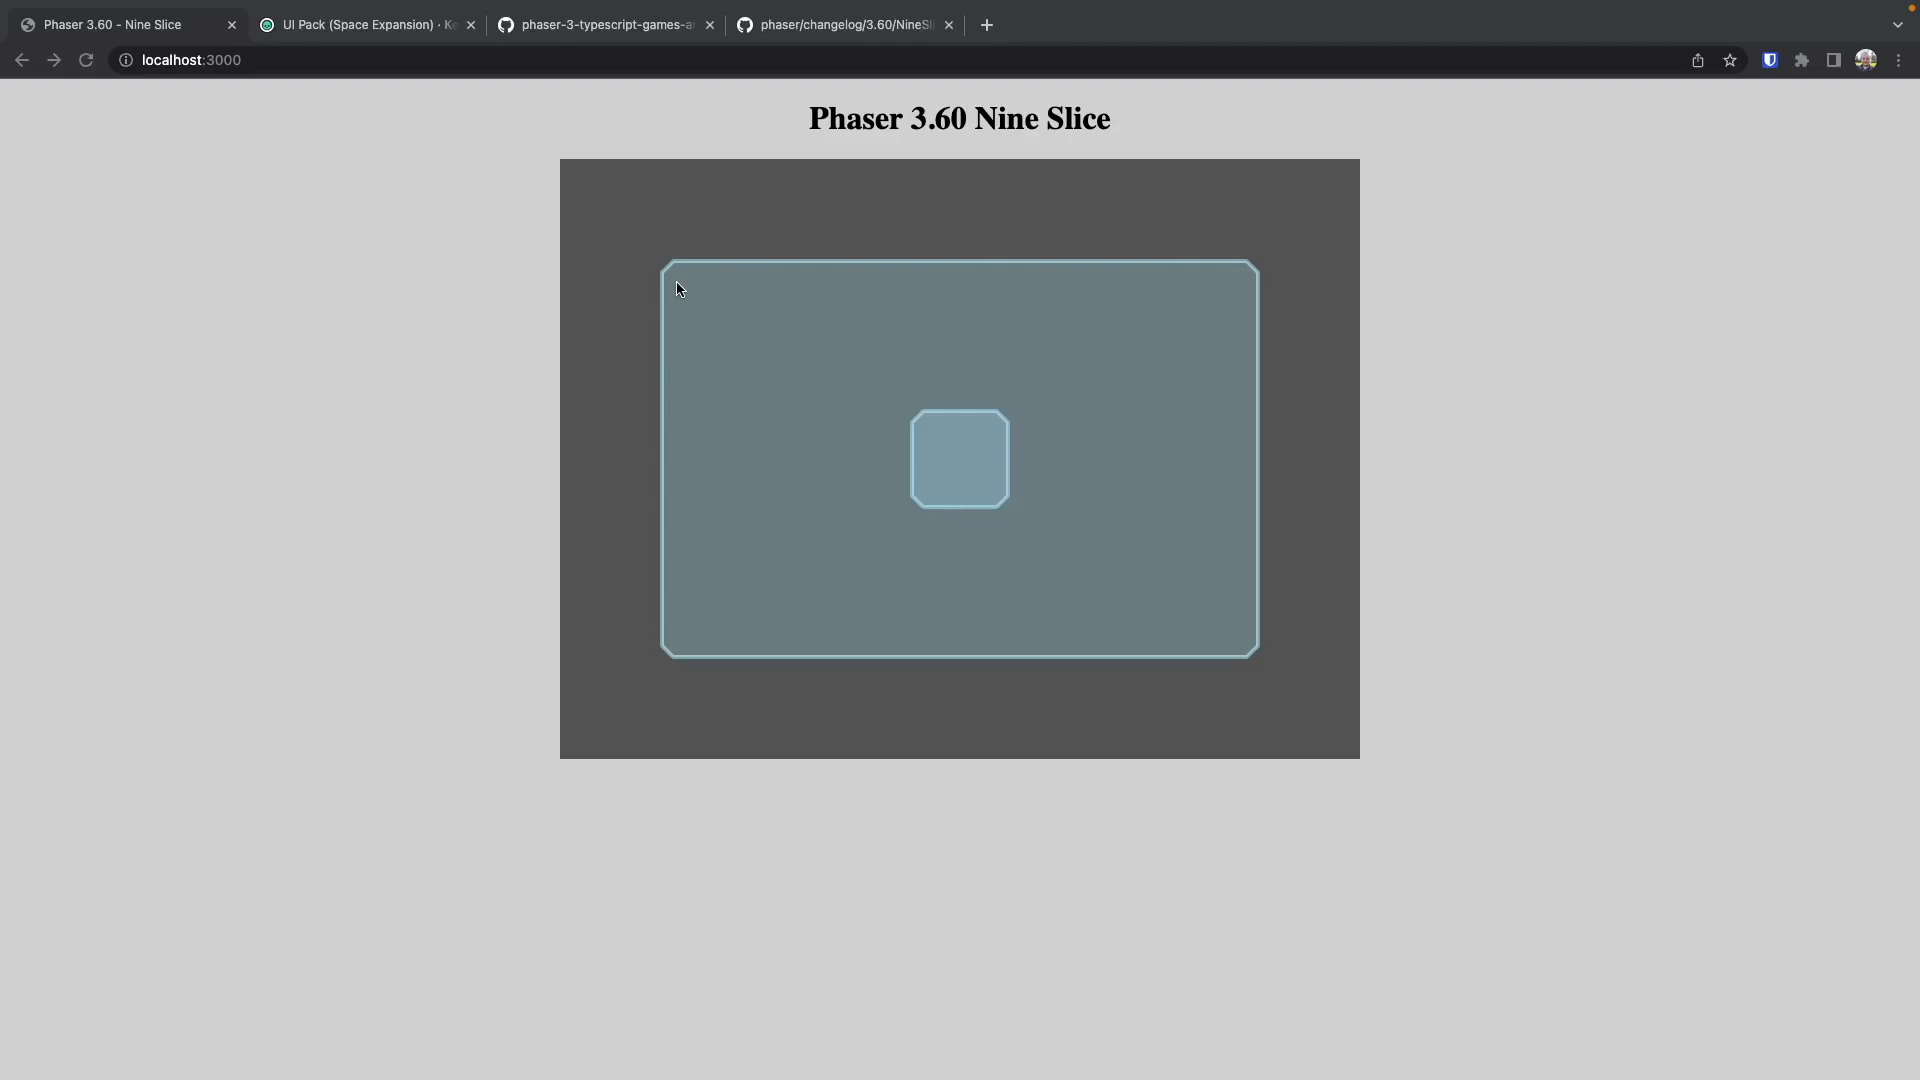 Phaser 3.60 - Nine Slice
UI Pack (Space Expansion) · Ke
phaser-3-typescript-games-a
phaser/changelog/3.60/NineSl
localhost:3000
Phaser 3.60 Nine Slice